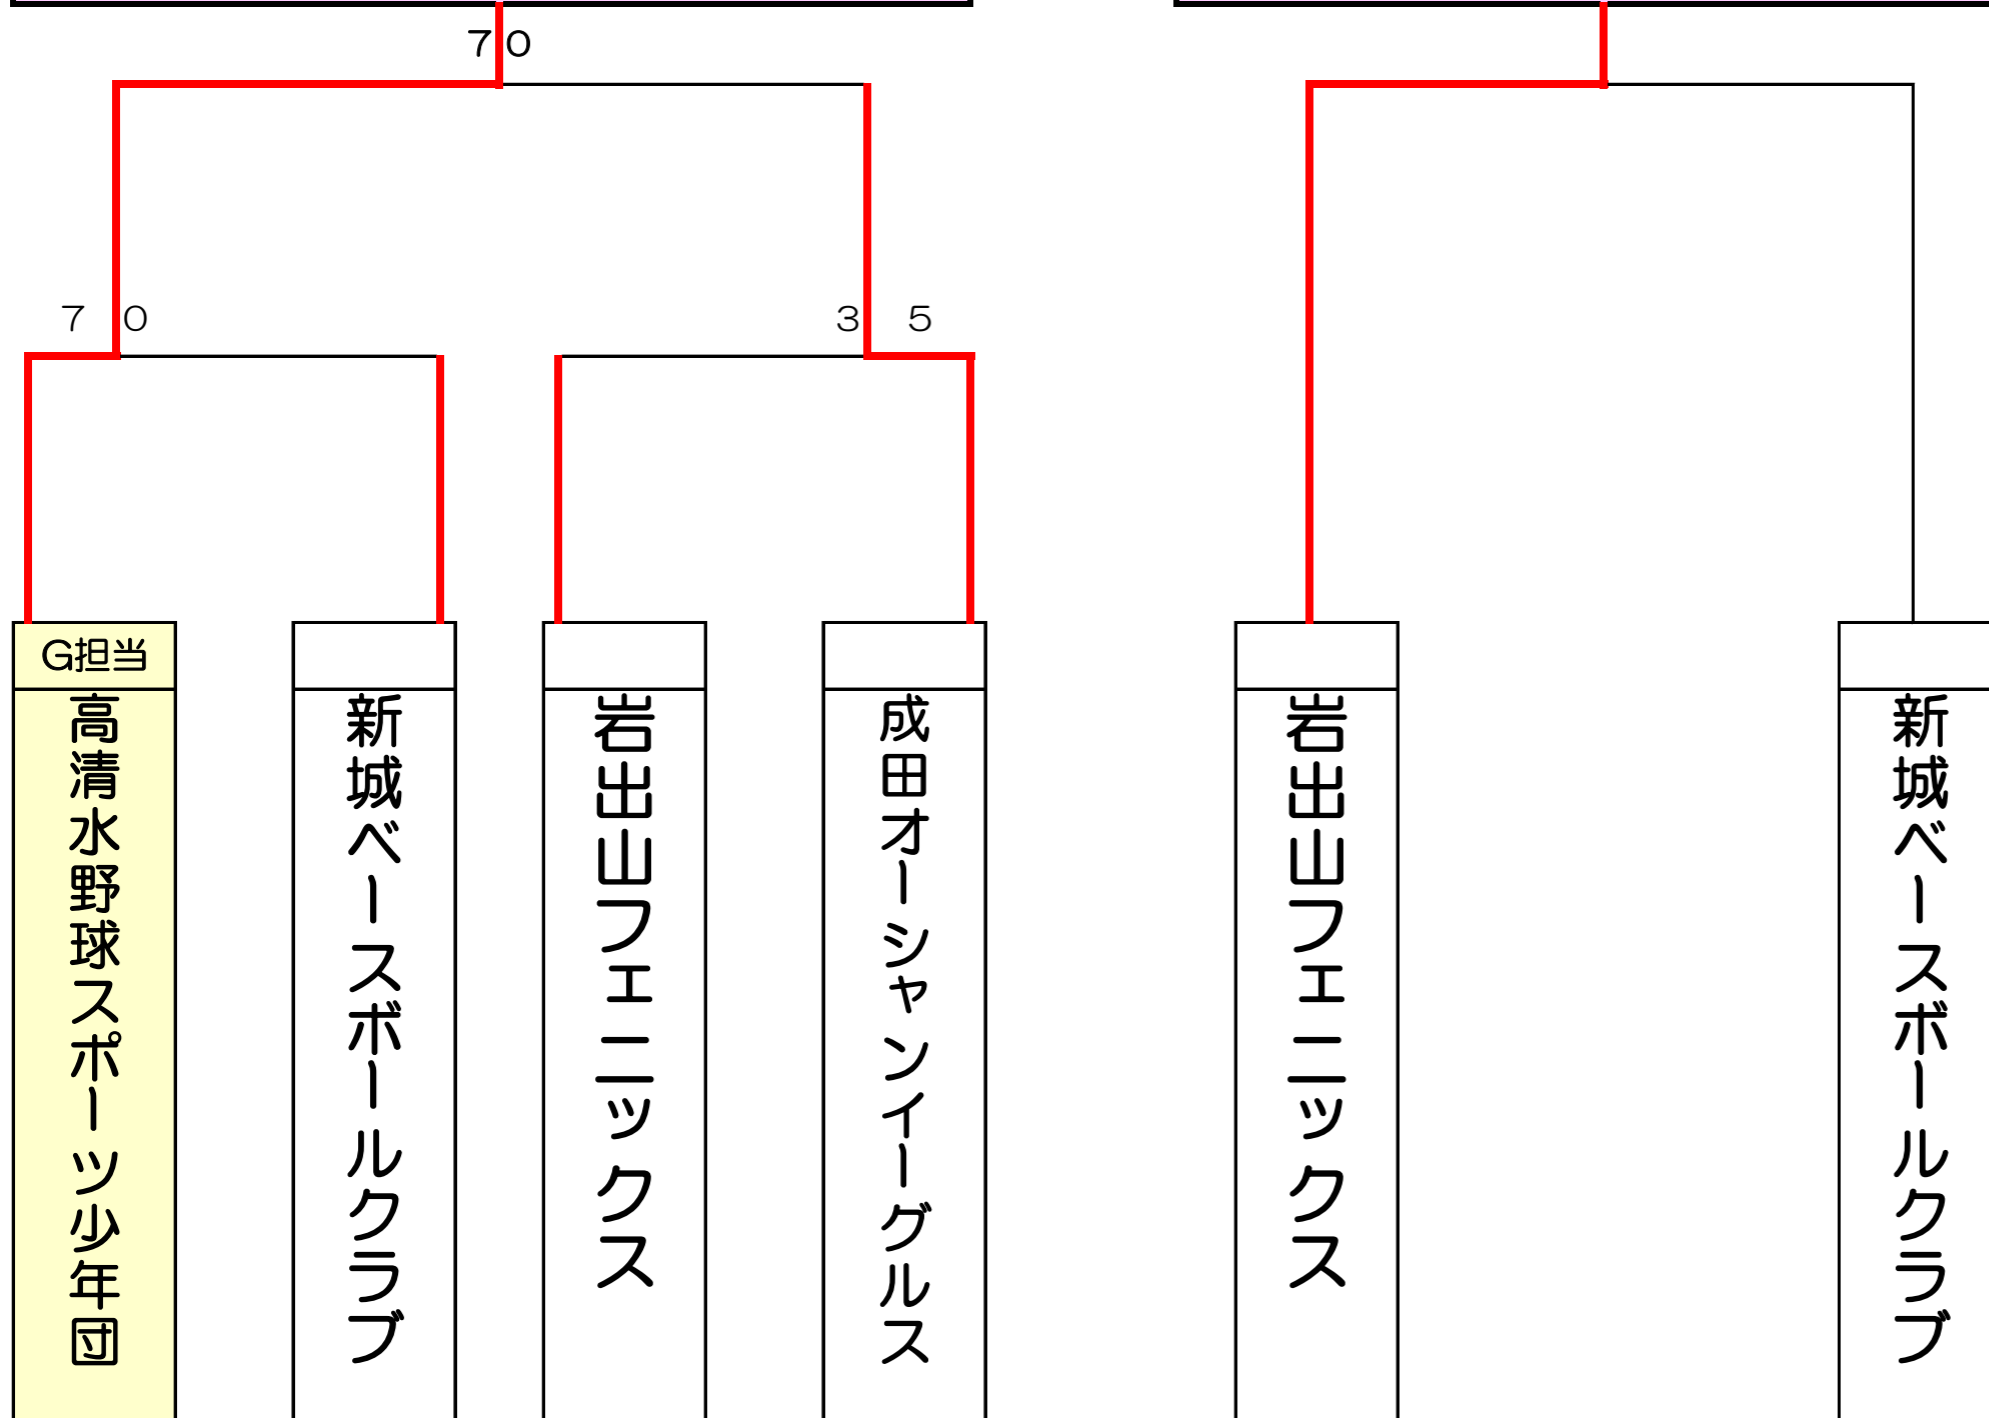 ７ ０
７ ０
３ ５
G担当
高清水野球スポーツ少年団
新城ベースボールクラブ
岩出山フェニックス
成田オーシャンイーグルス
岩出山フェニックス
新城ベースボールクラブ